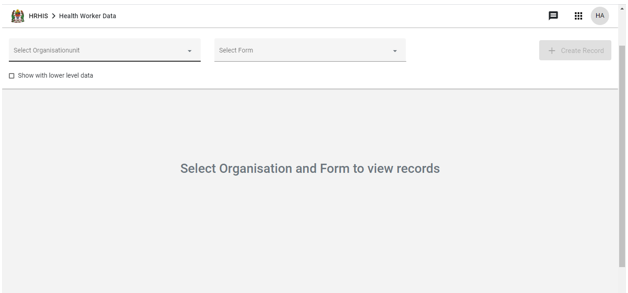 HRHIS > Health Worker Data
HA
Select Organisationunit
Select Form
+ Create Record
Show with lower level data
Select Organisation and Form to view records